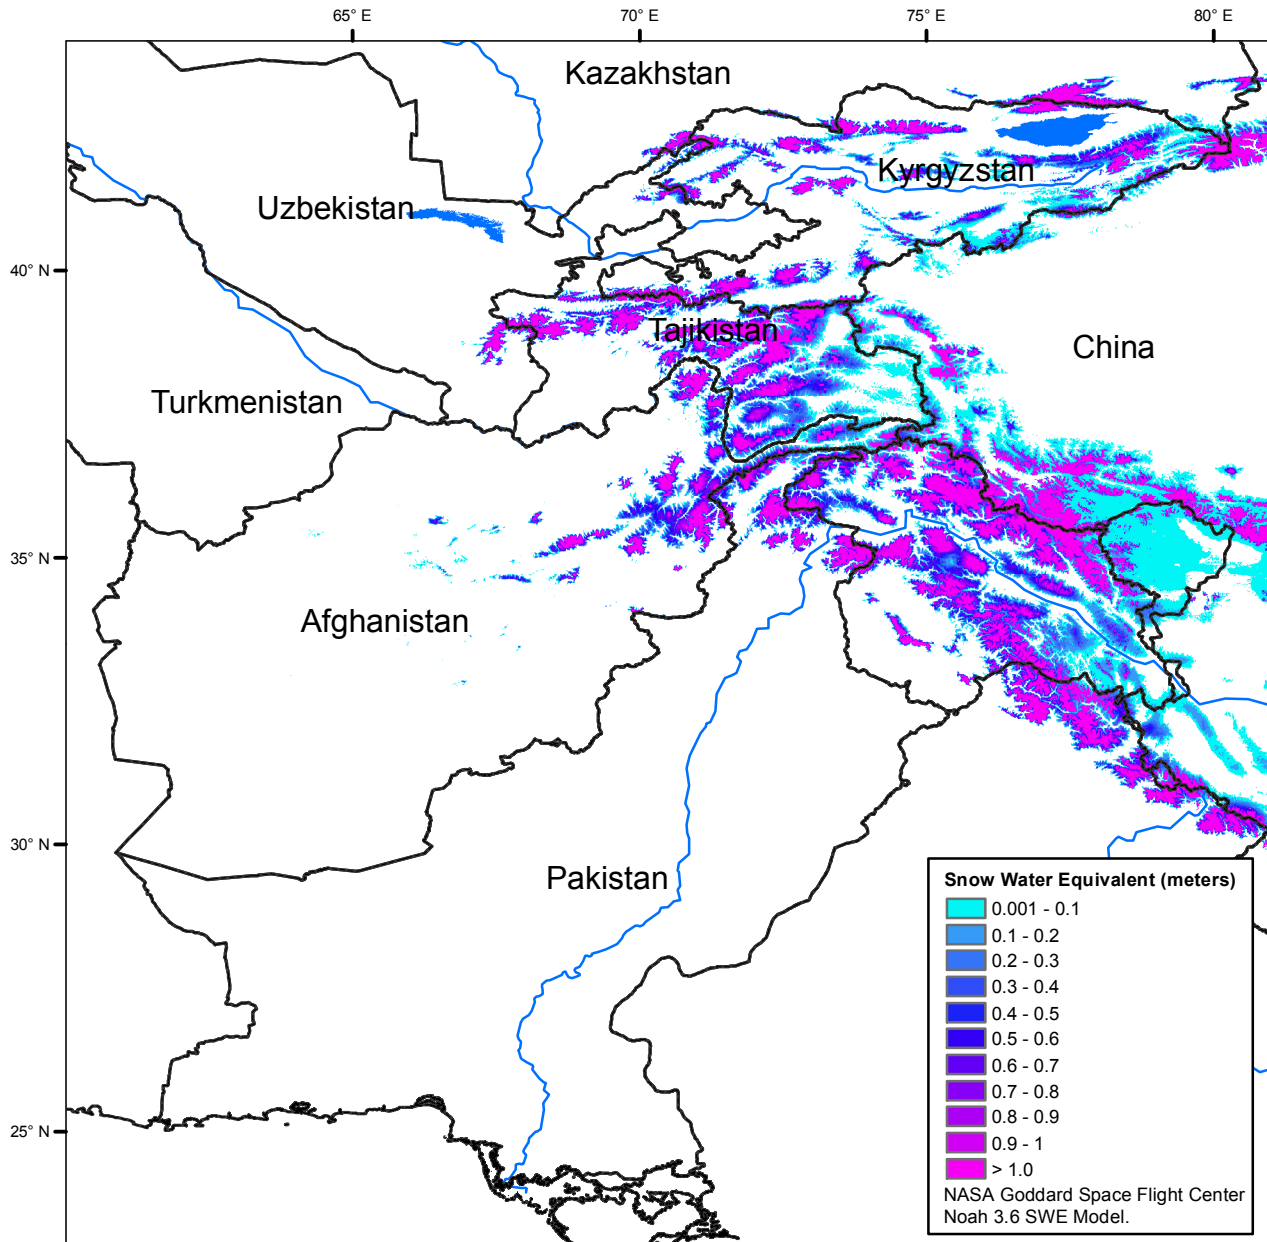 65° E
70° E
75° E
80° E
Kazakhstan
Kyrgyzstan
Uzbekistan
40° N
Tajikistan
China
Turkmenistan
35° N
Afghanistan
30° N
Pakistan
25° N
Snow Water Equivalent (meters)
0.001 - 0.1
0.1 - 0.2
0.2 - 0.3
0.3 - 0.4
0.4 - 0.5
0.5 - 0.6
0.6 - 0.7
0.7 - 0.8
0.8 - 0.9
0.9 - 1
> 1.0
NASA Goddard Space Flight Center
Noah 3.6 SWE Model.